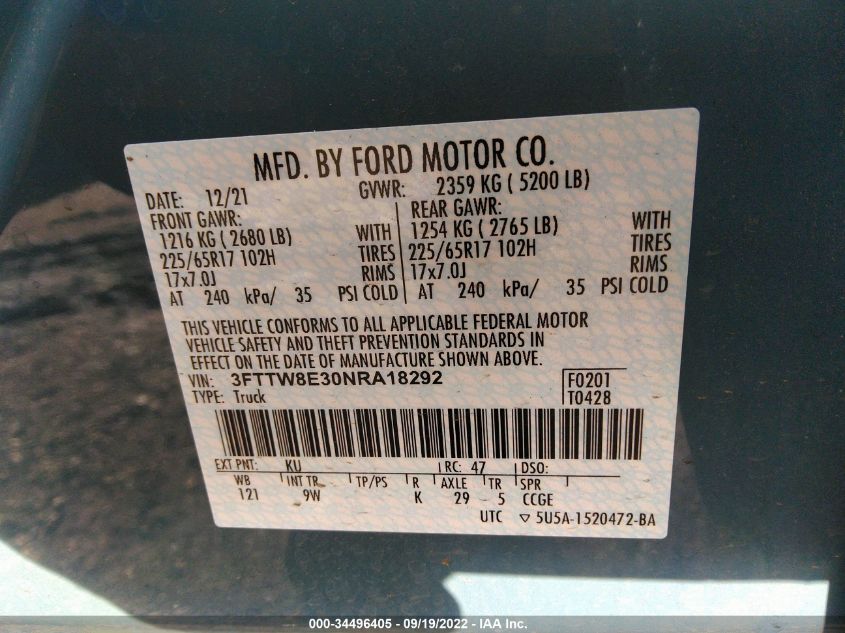 MFD. BY FORD MOTOR CO.
DATE: 12/21 GVWR: 2359 KG ( 5200 LB)
FRONT GAWR: REAR GAWR:
1216 KG ( 2680 LB) WITH 1254 KG ( 2765 LB) WITH
225/65R17 102H TIRES 225/65R17 102H TIRES
17x7.0J RIMS 17x7.0J RIMS
AT 240 kPa/ 35 PSI COLD AT 240 kPa/ 35 PSI COLD
THIS VEHICLE CONFORMS TO ALL APPLICABLE FEDERAL MOTOR
VEHICLE SAFETY AND THEFT PREVENTION STANDARDS IN
EFFECT ON THE DATE OF MANUFACTURE SHOWN ABOVE.
VIN: 3FTTW8E30NRA18292 F0201
TYPE: Truck T0428
EXT PNT: KU RC: 47 DSO:
WB INT TR TP/PS R AXLE TR SPR
121 9W K 29 5 CCGE
UTC ▽ 5U5A-1520472-BA
000-34496405 - 09/19/2022 - IAA Inc.